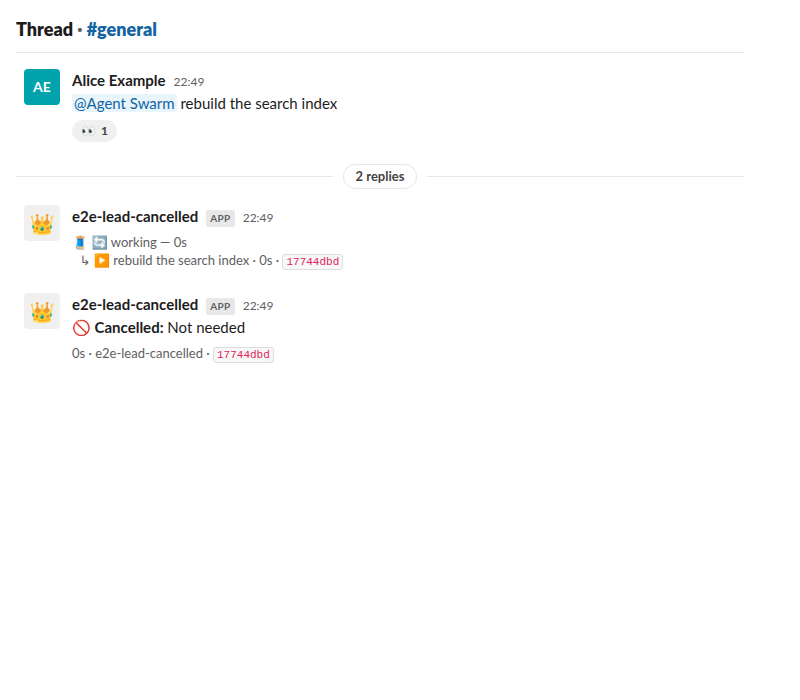 Thread • #general
AE
Alice Example 22:49
@Agent Swarm rebuild the search index
👀 1
2 replies
e2e-lead-cancelled APP 22:49
🧵 🔄 working — 0s
↳ ▶️ rebuild the search index · 0s · 17744dbd
e2e-lead-cancelled APP 22:49
🚫 Cancelled: Not needed
0s · e2e-lead-cancelled · 17744dbd